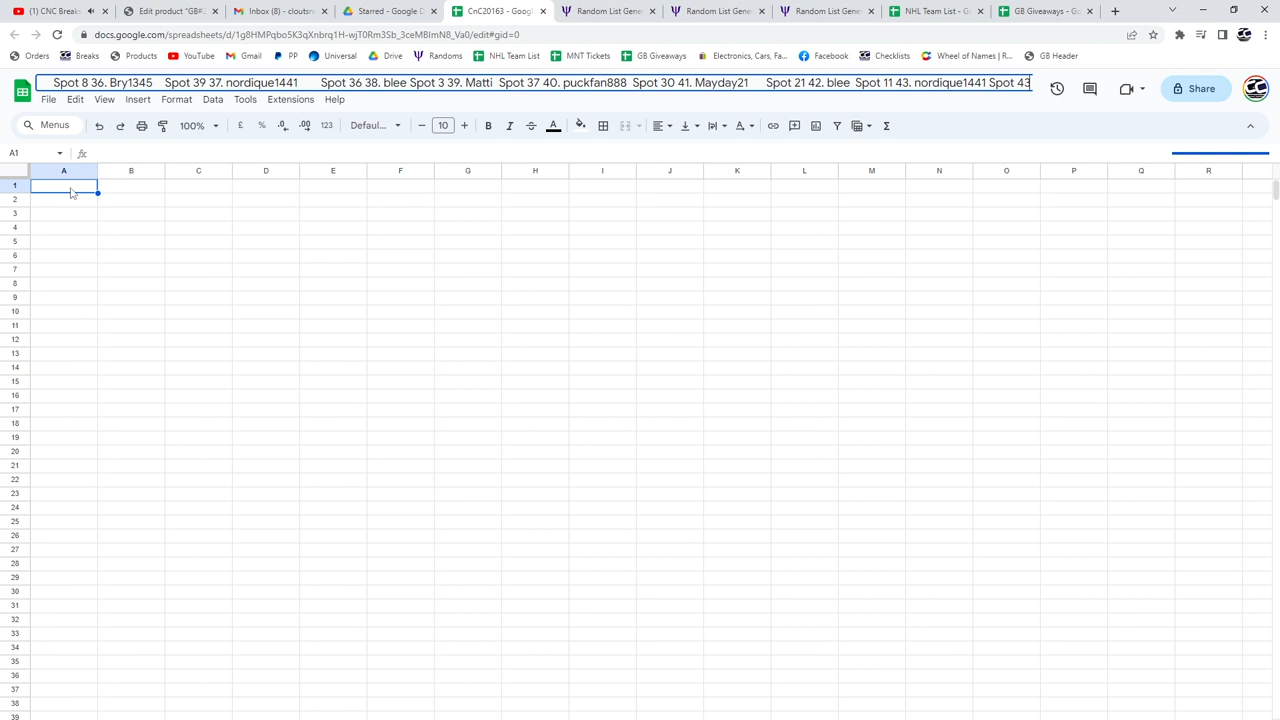 (1) CNC Breaks
Edit product "GB#2
Inbox (8) - cloutsn
Starred - Google D
CnC20163 - Googl
Random List Gene
Random List Gene
Random List Gene
NHL Team List - G
GB Giveaways - Go
docs.google.com/spreadsheets/d/1g8HMPqbo5K3qXnbrq1H-wjT0Rm3Sb_3ceMBImN8_Va0/edit#gid=0
Orders Breaks Products YouTube Gmail PP Universal Drive Randoms NHL Team List MNT Tickets GB Giveaways Electronics, Cars, Fa... Facebook Checklists Wheel of Names | R... GB Header
Spot 8 36. Bry1345 Spot 39 37. nordique1441 Spot 36 38. blee Spot 3 39. Matti Spot 37 40. puckfan888 Spot 30 41. Mayday21 Spot 21 42. blee Spot 11 43. nordique1441 Spot 43
Share
File Edit View Insert Format Data Tools Extensions Help
Menus 100% £ % .0 .00 123 Defaul... 10 B I A
A1 fx
A B C D E F G H I J K L M N O P Q R
1
2
3
4
5
6
7
8
9
10
11
12
13
14
15
16
17
18
19
20
21
22
23
24
25
26
27
28
29
30
31
32
33
34
35
36
37
38
39